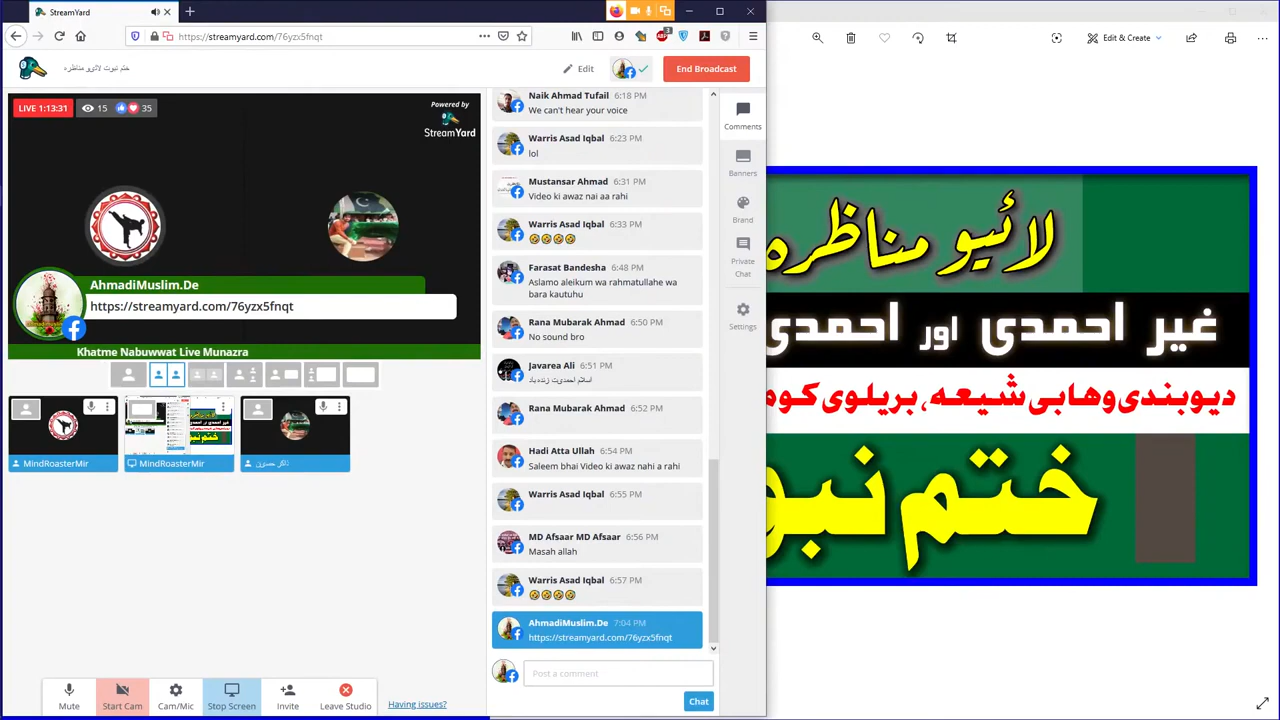 StreamYard
https://streamyard.com/76yzx5fnqt
Edit & Create
ختم نبوت لائیو مناظرہ
Edit
End Broadcast
LIVE 1:13:31
15
35
Powered by
StreamYard
AhmadiMuslim.De
https://streamyard.com/76yzx5fnqt
Khatme Nabuwwat Live Munazra
MindRoasterMir
MindRoasterMir
Naik Ahmad Tufail 6:18 PM
We can't hear your voice
Warris Asad Iqbal 6:23 PM
lol
Mustansar Ahmad 6:31 PM
Video ki awaz nai aa rahi
Warris Asad Iqbal 6:33 PM
🤣🤣🤣🤣
Farasat Bandesha 6:48 PM
Aslamo aleikum wa rahmatullahe wa
bara kautuhu
Rana Mubarak Ahmad 6:50 PM
No sound bro
Javarea Ali 6:51 PM
اسلام احمدیت زندہ باد
Rana Mubarak Ahmad 6:52 PM
Hadi Atta Ullah 6:54 PM
Saleem bhai Video ki awaz nahi a rahi
Warris Asad Iqbal 6:55 PM
MD Afsaar MD Afsaar 6:56 PM
Masah allah
Warris Asad Iqbal 6:57 PM
🤣🤣🤣🤣
AhmadiMuslim.De 7:04 PM
https://streamyard.com/76yzx5fnqt
Post a comment
Chat
Comments
Banners
Brand
Private
Chat
Settings
Mute
Start Cam
Cam/Mic
Stop Screen
Invite
Leave Studio
Having issues?
لائیو مناظرہ
غیر احمدی اور احمدی
دیوبندی وھابی شیعہ، بریلوی کو
ختم نبو